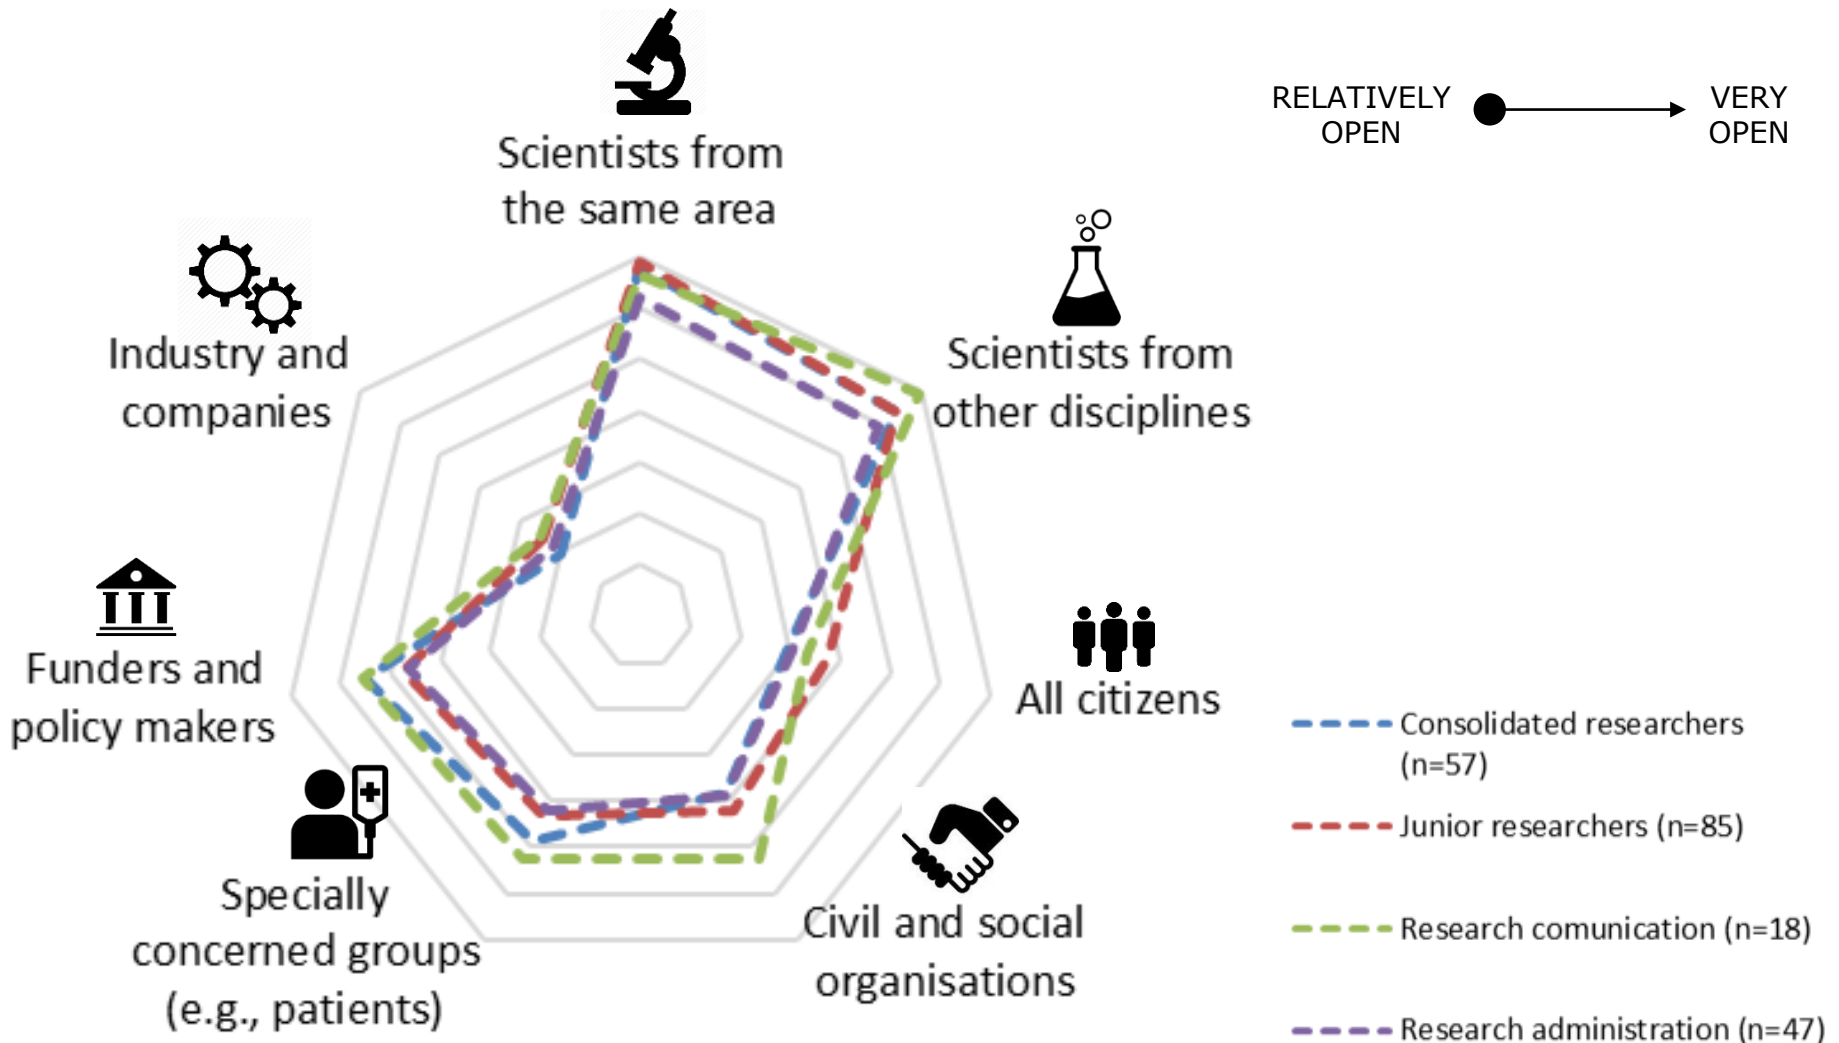 RELATIVELY
OPEN
VERY
OPEN
Scientists from
the same area
Industry and
companies
Scientists from
other disciplines
Funders and
policy makers
All citizens
Specially
concerned groups
(e.g., patients)
Civil and social
organisations
Consolidated researchers
(n=57)
Junior researchers (n=85)
Research comunication (n=18)
Research administration (n=47)